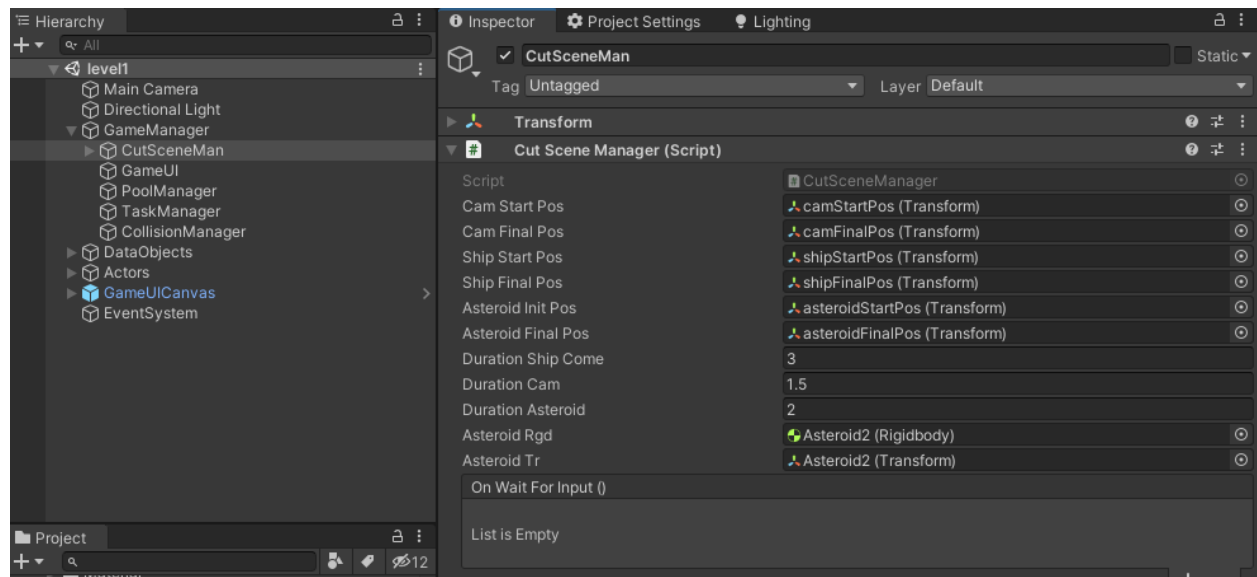 Hierarchy
All
level1
Main Camera
Directional Light
GameManager
CutSceneMan
GameUI
PoolManager
TaskManager
CollisionManager
DataObjects
Actors
GameUICanvas
EventSystem
Project
12
Inspector Project Settings Lighting
CutSceneMan Static
Tag Untagged Layer Default
Transform
# Cut Scene Manager (Script)
Script # CutSceneManager
Cam Start Pos camStartPos (Transform)
Cam Final Pos camFinalPos (Transform)
Ship Start Pos shipStartPos (Transform)
Ship Final Pos shipFinalPos (Transform)
Asteroid Init Pos asteroidStartPos (Transform)
Asteroid Final Pos asteroidFinalPos (Transform)
Duration Ship Come 3
Duration Cam 1.5
Duration Asteroid 2
Asteroid Rgd Asteroid2 (Rigidbody)
Asteroid Tr Asteroid2 (Transform)
On Wait For Input ()
List is Empty